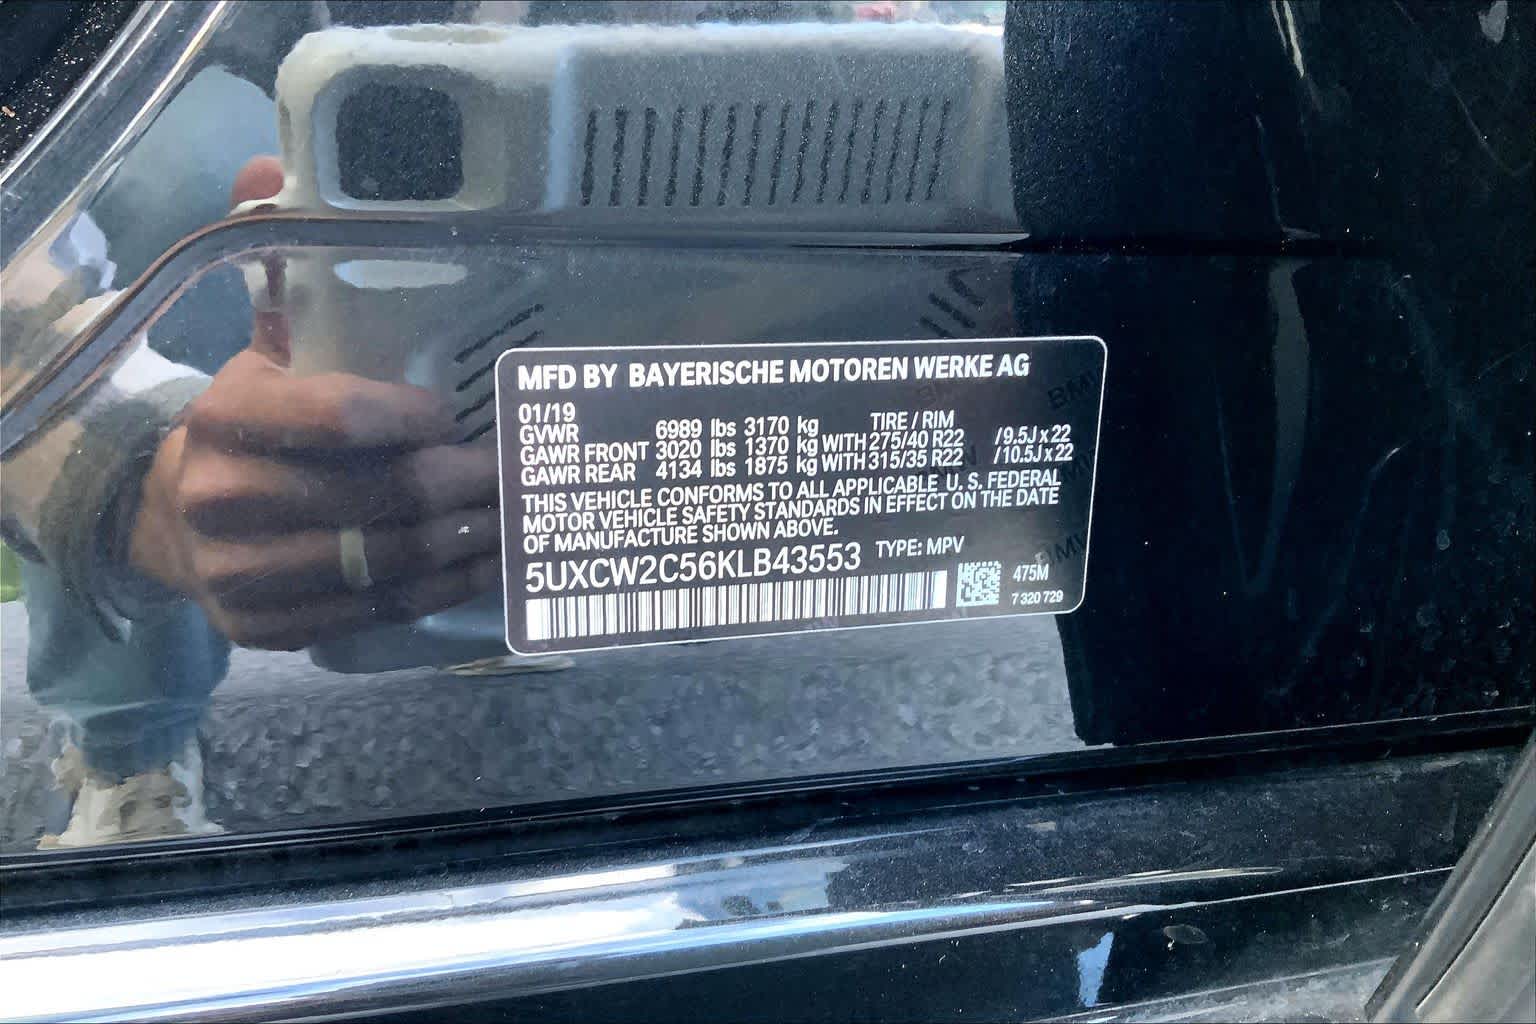 MFD BY BAYERISCHE MOTOREN WERKE AG
01/19
GVWR 6989 lbs 3170 kg TIRE / RIM
GAWR FRONT 3020 lbs 1370 kg WITH 275/40 R22 /9.5J x 22
GAWR REAR 4134 lbs 1875 kg WITH 315/35 R22 /10.5J x 22
THIS VEHICLE CONFORMS TO ALL APPLICABLE U. S. FEDERAL
MOTOR VEHICLE SAFETY STANDARDS IN EFFECT ON THE DATE
OF MANUFACTURE SHOWN ABOVE.
5UXCW2C56KLB43553 TYPE: MPV
475M
7 320 729